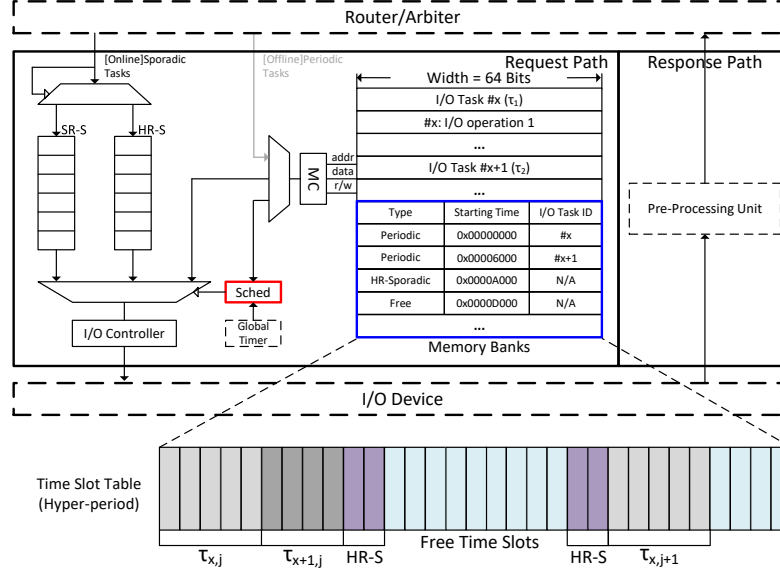 Router/Arbiter
[Online]Sporadic
Tasks
[Offline]Periodic
Tasks
Request Path
Response Path
Width = 64 Bits
I/O Task #x (τ1)
#x: I/O operation 1
...
I/O Task #x+1 (τ2)
...
SR-S
HR-S
MC
addr
data
r/w
Type Starting Time I/O Task ID
Periodic 0x00000000 #x
Periodic 0x00006000 #x+1
HR-Sporadic 0x0000A000 N/A
Free 0x0000D000 N/A
...
Memory Banks
Pre-Processing Unit
Sched
Global
Timer
I/O Controller
I/O Device
Time Slot Table
(Hyper-period)
τx,j
τx+1,j
HR-S
Free Time Slots
HR-S
τx,j+1